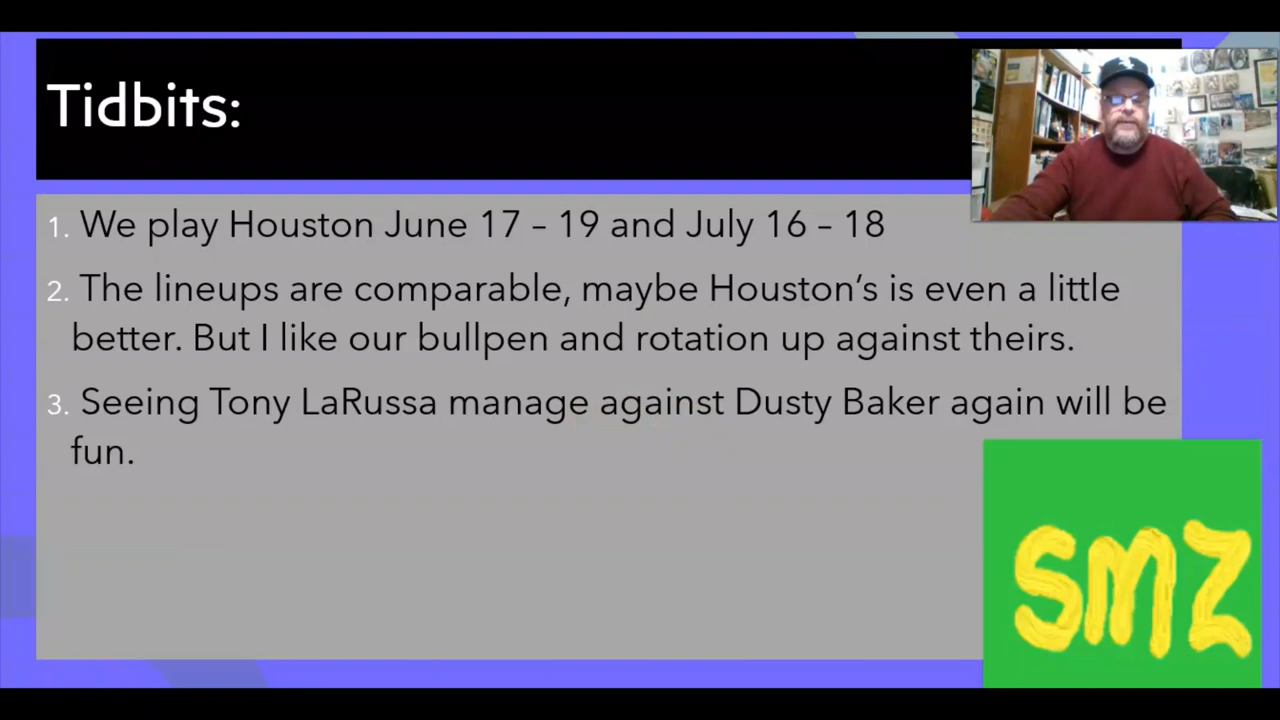 Tidbits:
1. We play Houston June 17 – 19 and July 16 – 18
2. The lineups are comparable, maybe Houston's is even a little
better. But I like our bullpen and rotation up against theirs.
3. Seeing Tony LaRussa manage against Dusty Baker again will be
fun.
SMZ